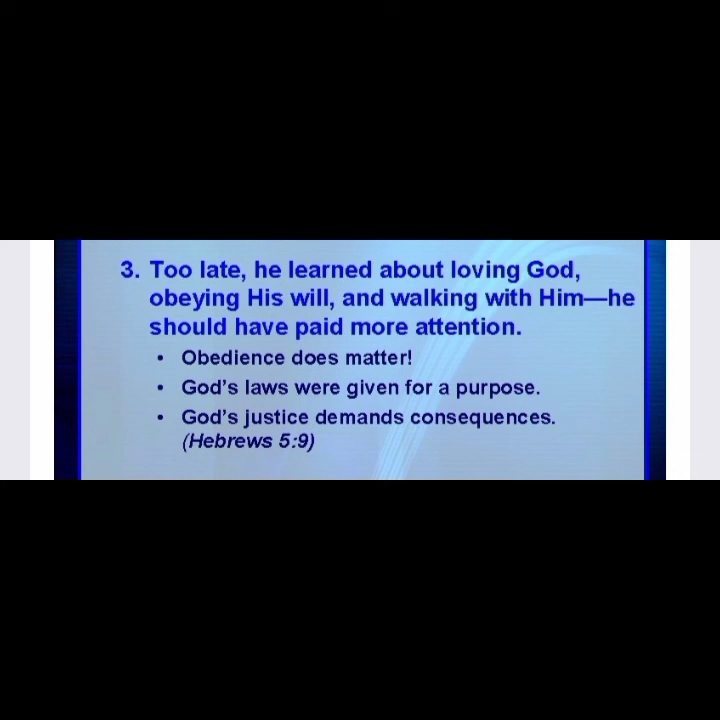 3. Too late, he learned about loving God,
obeying His will, and walking with Him—he
should have paid more attention.
• Obedience does matter!
• God's laws were given for a purpose.
• God's justice demands consequences.
(Hebrews 5:9)